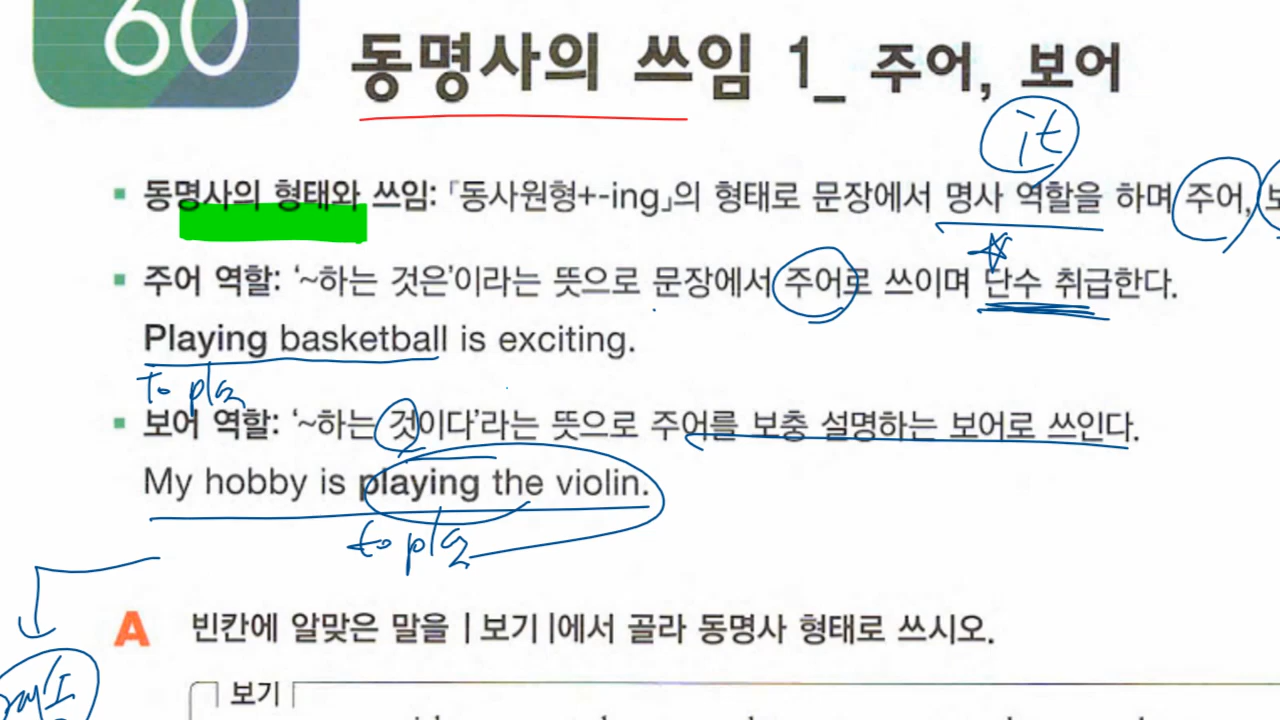 60
동명사의 쓰임 1_ 주어, 보어
it
동명사의 형태와 쓰임: 「동사원형+-ing」의 형태로 문장에서 명사 역할을 하며 주어,
주어 역할: '~하는 것은'이라는 뜻으로 문장에서 주어로 쓰이며 단수 취급한다.
Playing basketball is exciting.
to play
보어 역할: '~하는 것이다'라는 뜻으로 주어를 보충 설명하는 보어로 쓰인다.
My hobby is playing the violin.
to play
A 빈칸에 알맞은 말을 |보기|에서 골라 동명사 형태로 쓰시오.
보기